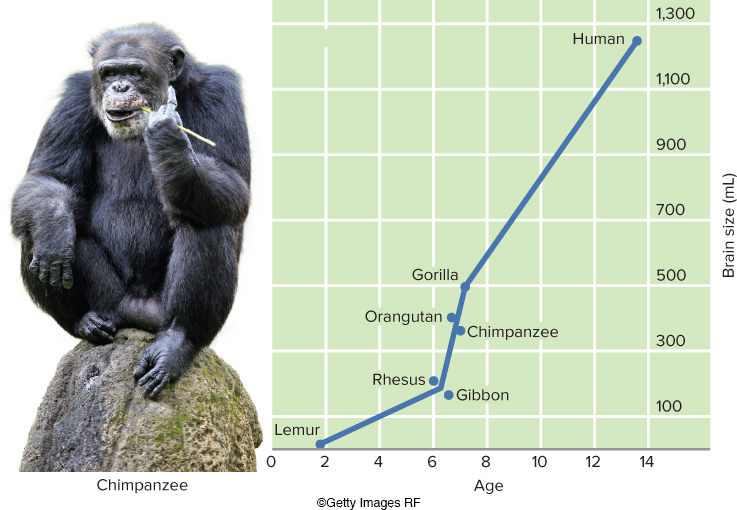 1,300
Human
1,100
900
700
Gorilla
500
Orangutan
Chimpanzee
300
Rhesus
Gibbon
100
Lemur
0 2 4 6 8 10 12 14
Age
Brain size (mL)
Chimpanzee
©Getty Images RF